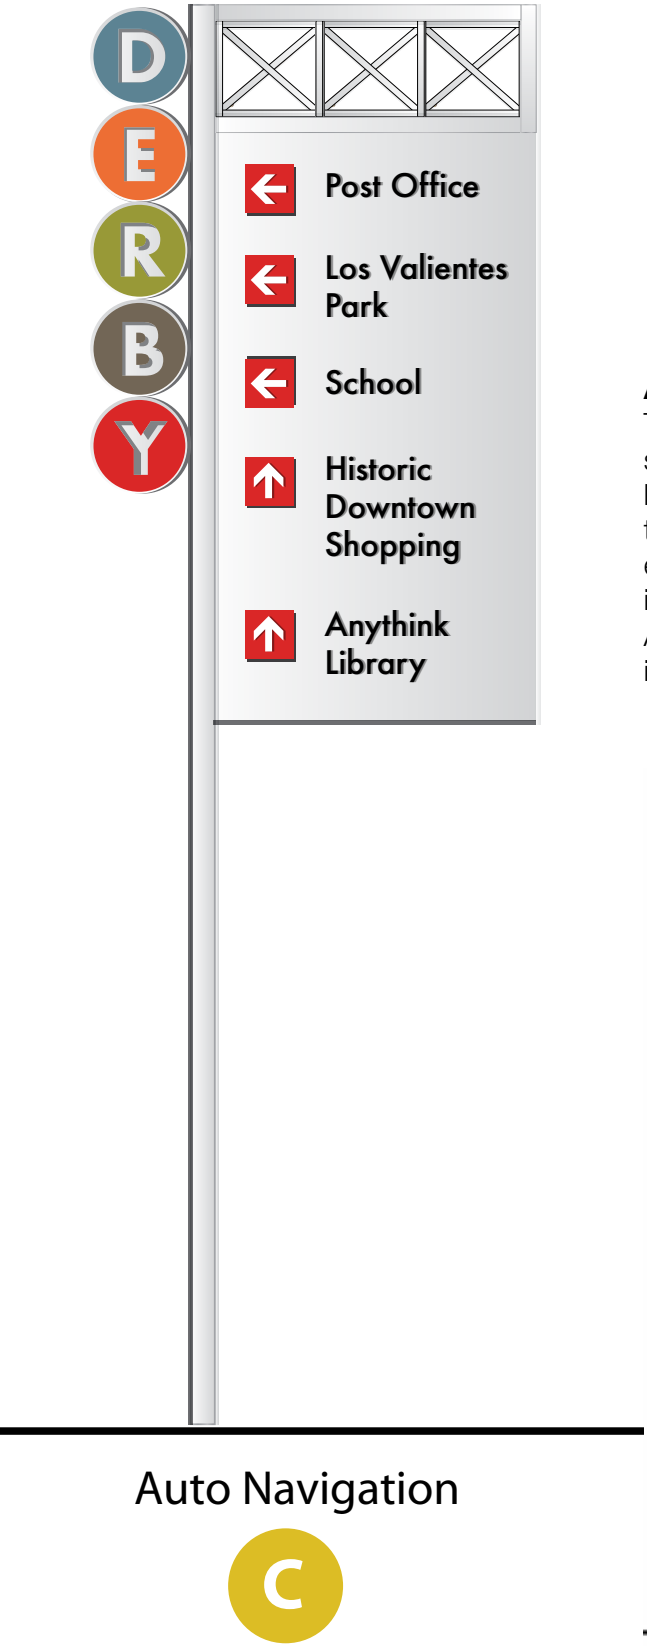 D
E
R
B
Y
Post Office
Los Valientes
Park
School
Historic
Downtown
Shopping
Anythink
Library
Auto Navigation
C